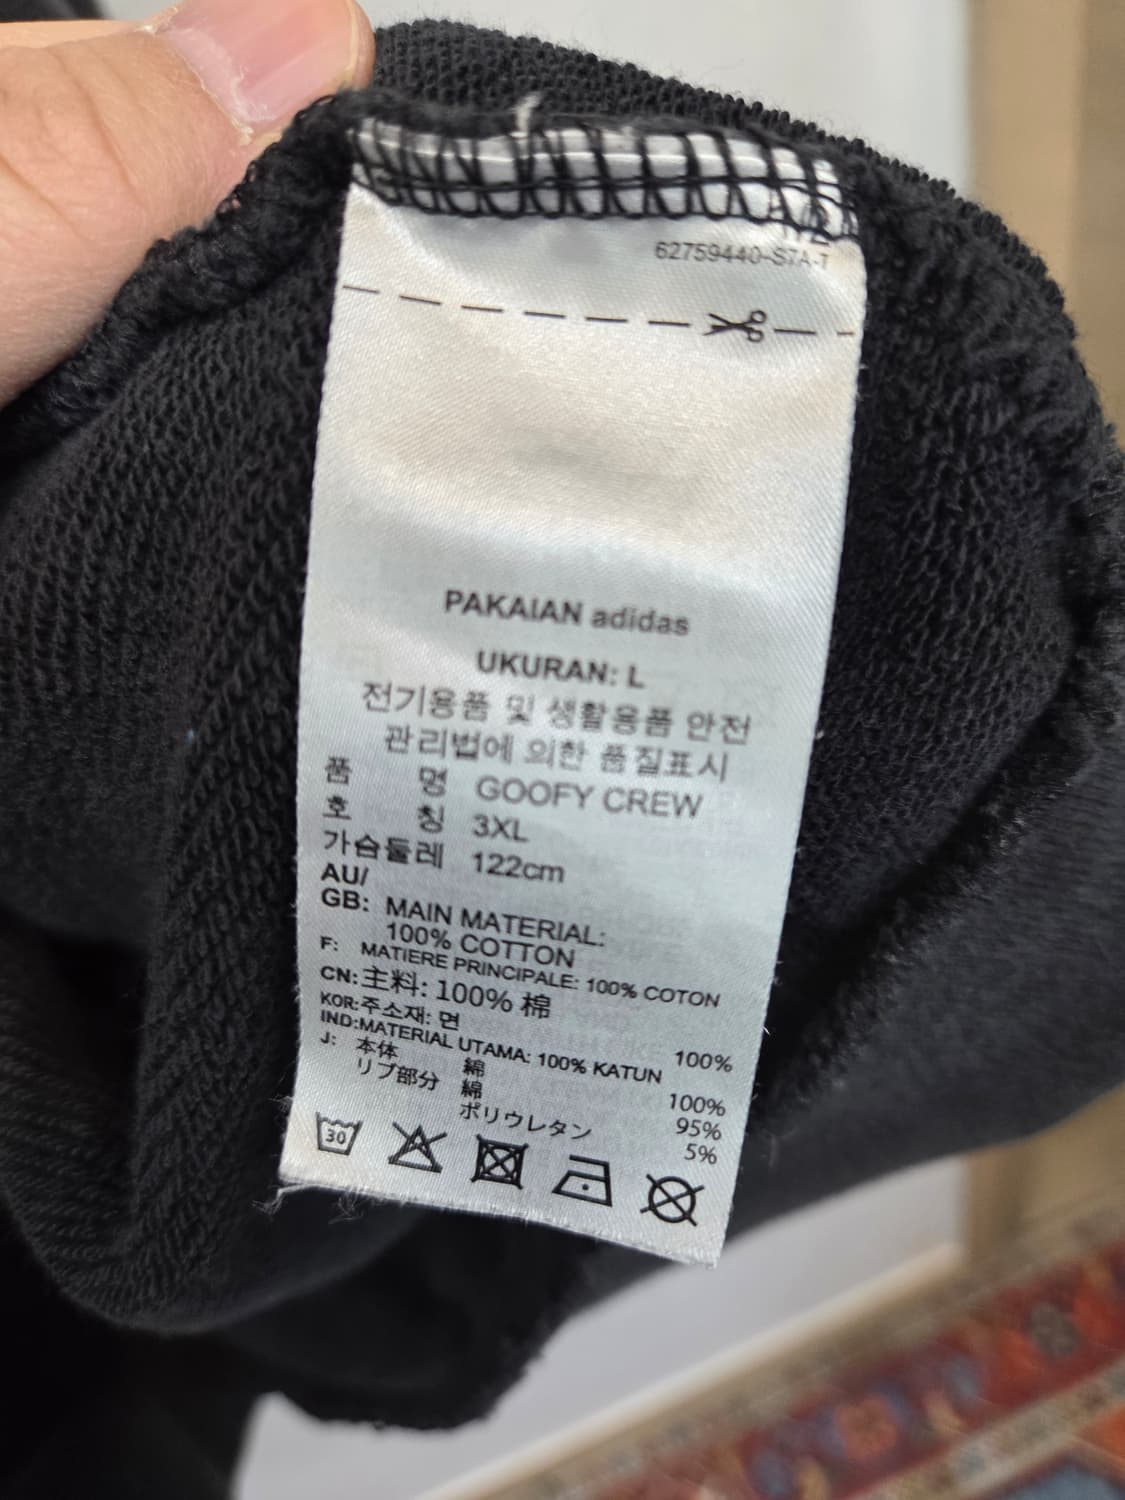 62759440-S7A-T
PAKAIAN adidas
UKURAN: L
전기용품 및 생활용품 안전
관리법에 의한 품질표시
품 명 GOOFY CREW
호 칭 3XL
가슴둘레 122cm
AU/
GB: MAIN MATERIAL:
100% COTTON
F: MATIERE PRINCIPALE: 100% COTON
CN: 主料: 100% 棉
KOR: 주소재: 면 100%
IND: MATERIAL UTAMA: 100% KATUN
J: 本体 綿 100%
リブ部分 綿 95%
ポリウレタン 5%
30